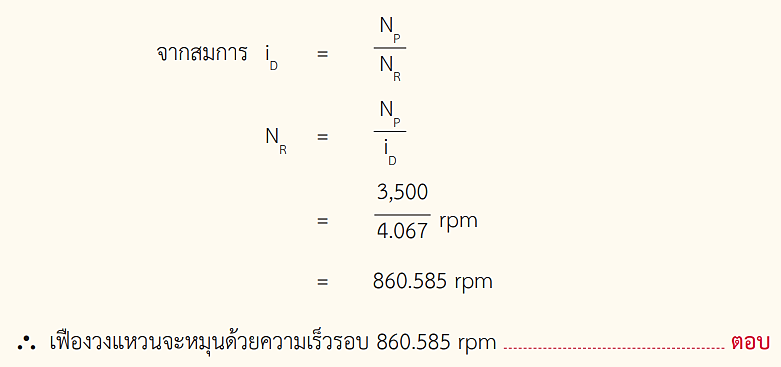 จากสมการ i_D = N_P / N_R
N_R = N_P / i_D
= 3,500 / 4.067 rpm
= 860.585 rpm
∴ เฟืองวงแหวนจะหมุนด้วยความเร็วรอบ 860.585 rpm ........................................ ตอบ